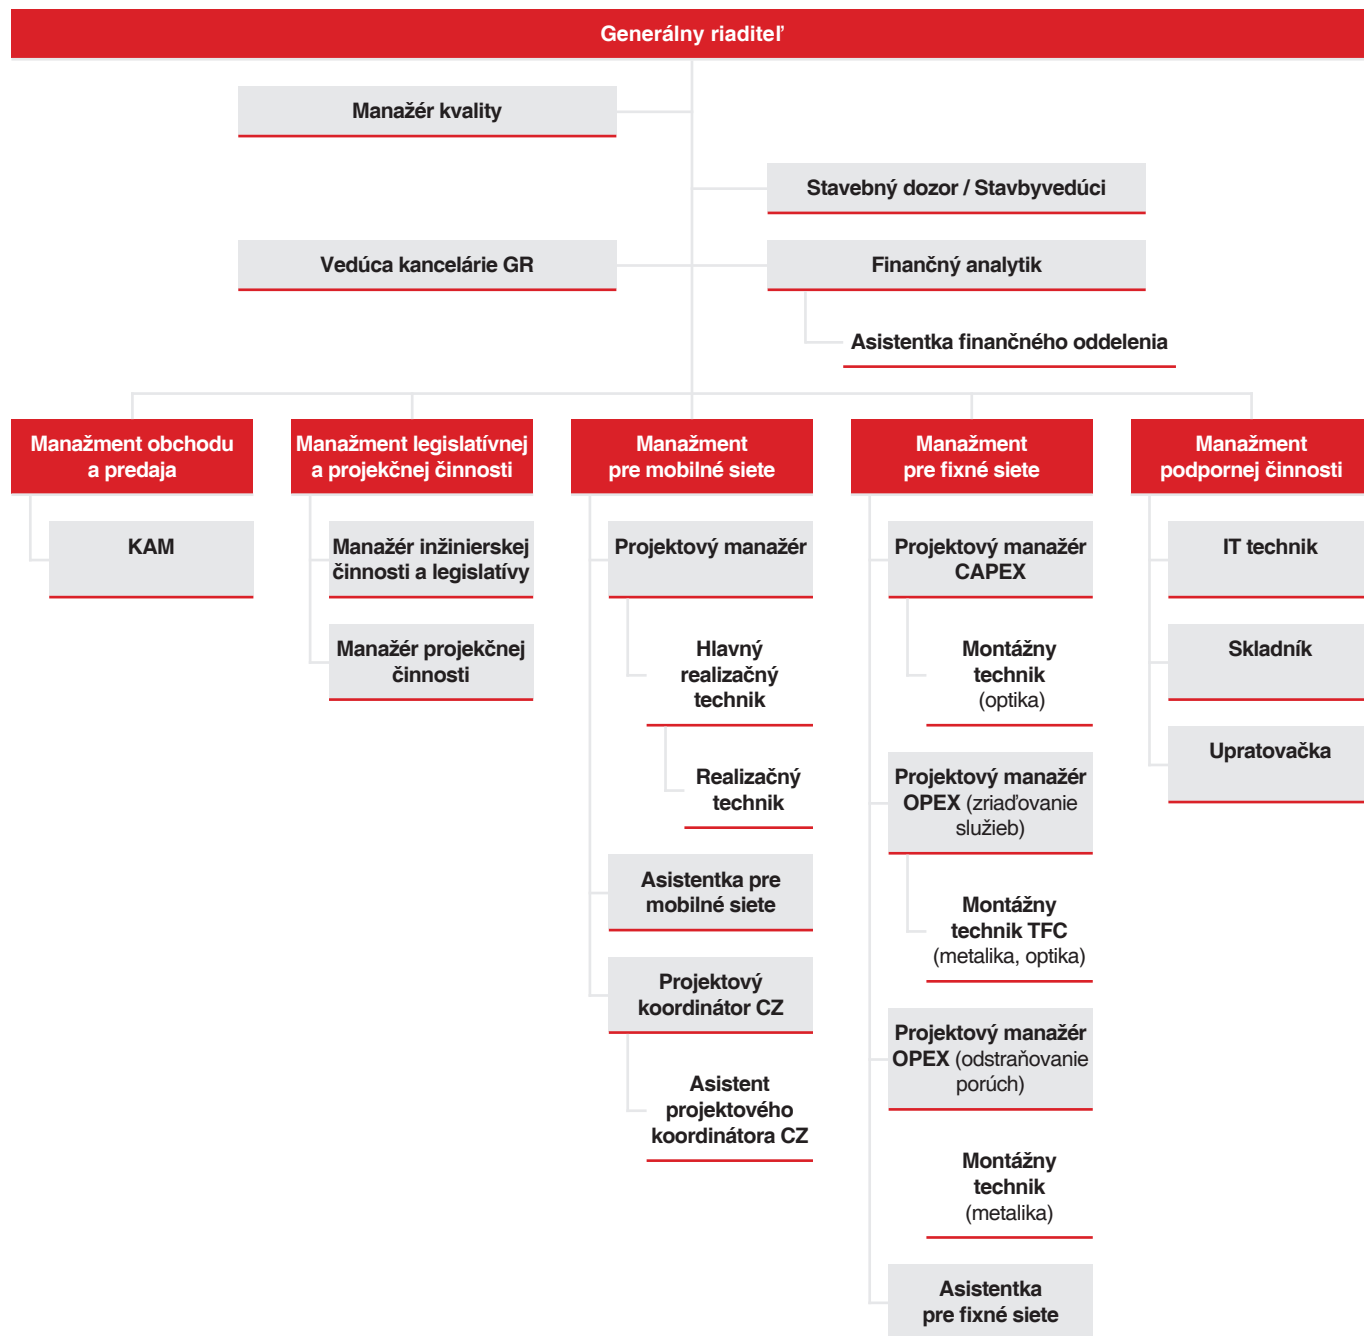 Generálny riaditeľ
Manažér kvality
Stavebný dozor / Stavbyvedúci
Vedúca kancelárie GR
Finančný analytik
Asistentka finančného oddelenia
Manažment obchodu
a predaja
KAM
Manažment legislatívnej
a projekčnej činnosti
Manažér inžinierskej
činnosti a legislatívy
Manažér projekčnej
činnosti
Manažment
pre mobilné siete
Projektový manažér
Hlavný
realizačný
technik
Realizačný
technik
Asistentka pre
mobilné siete
Projektový
koordinátor CZ
Asistent
projektového
koordinátora CZ
Manažment
pre fixné siete
Projektový manažér
CAPEX
Montážny
technik
(optika)
Projektový manažér
OPEX (zriaďovanie
služieb)
Montážny
technik TFC
(metalika, optika)
Projektový manažér
OPEX (odstraňovanie
porúch)
Montážny
technik
(metalika)
Asistentka
pre fixné siete
Manažment
podpornej činnosti
IT technik
Skladník
Upratovačka